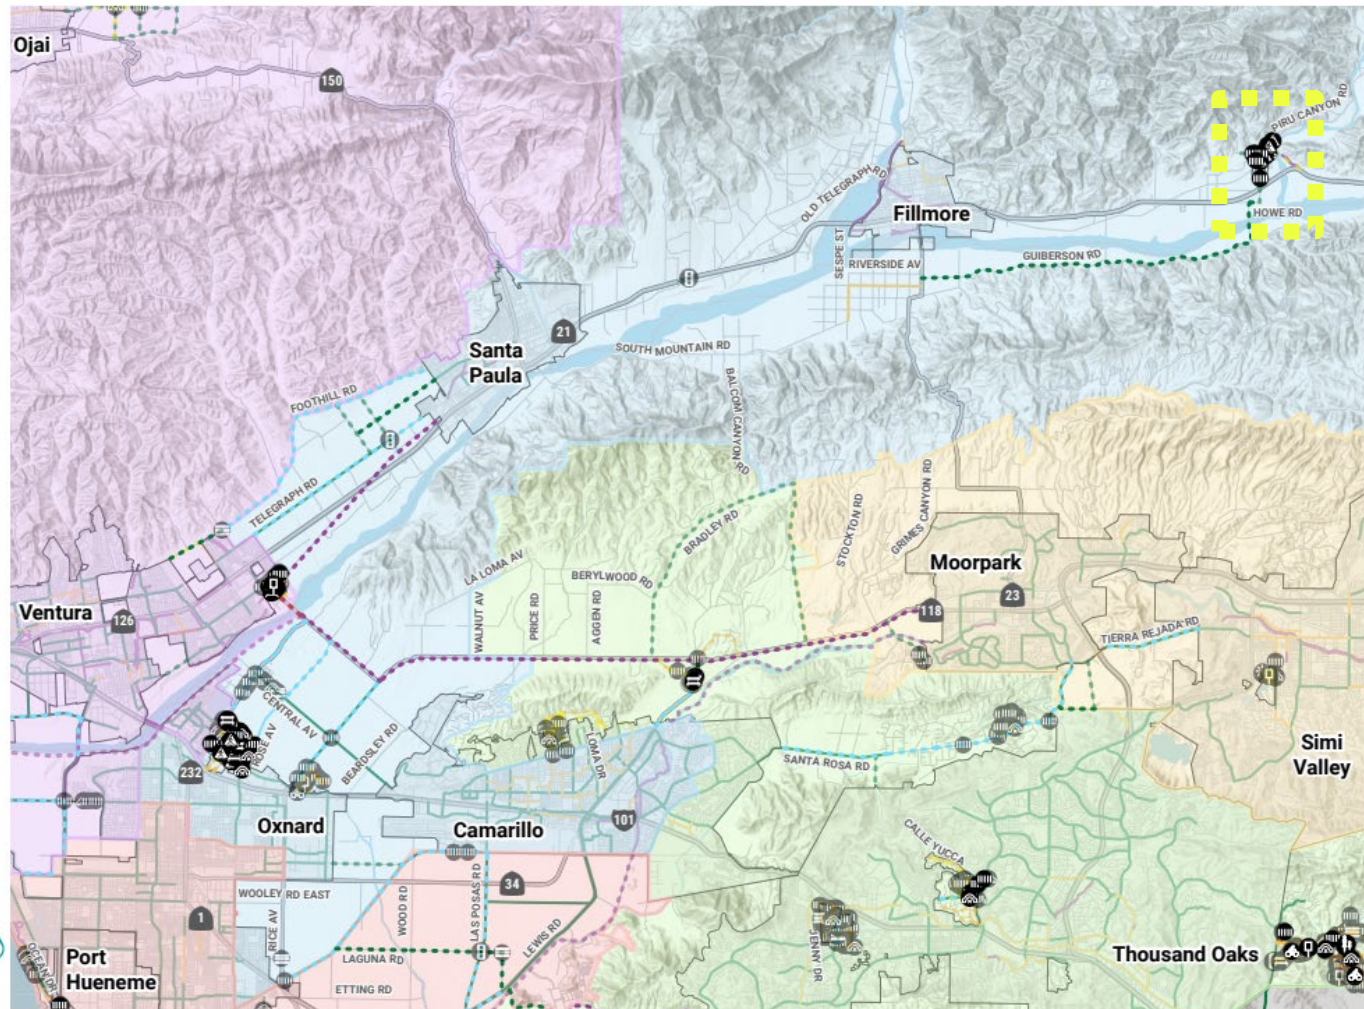 Ojai
150
PIRU CANYON RD
OLD TELEGRAPH RD
Fillmore
HOWE RD
SESPE ST
RIVERSIDE AV
GUIBERSON RD
21
SOUTH MOUNTAIN RD
Santa
Paula
FOOTHILL RD
BALCOM CANYON RD
TELEGRAPH RD
STOCKTON RD
GRIMES CANYON RD
BRADLEY RD
LA LOMA AV
BERYLWOOD RD
Moorpark
WALNUT AV
PRICE RD
AGGEN RD
23
118
Ventura
126
TIERRA REJADA RD
CENTRAL AV
ROSE AV
BEARDSLEY RD
LOMA DR
SANTA ROSA RD
Simi
Valley
232
Oxnard
Camarillo
101
CALLE YUCCA
34
WOOLEY RD EAST
RICE AV
WOOD RD
LAS POSAS RD
LEWIS RD
1
JENNY DR
OCEAN DR
Port
Hueneme
LAGUNA RD
ETTING RD
Thousand Oaks